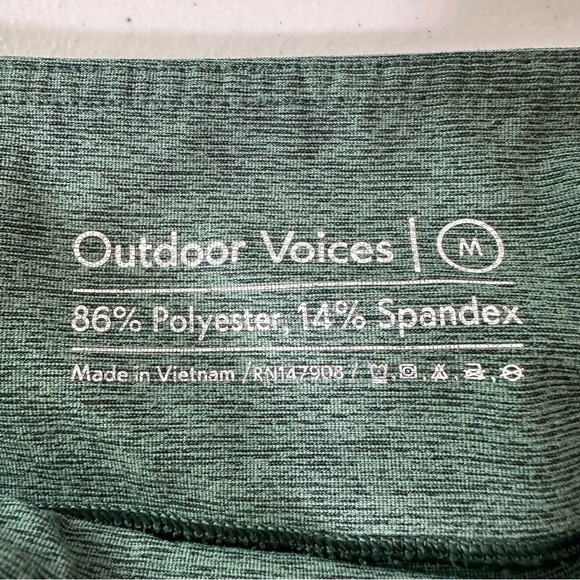 Outdoor Voices | M
86% Polyester, 14% Spandex
Made in Vietnam /RN147908/